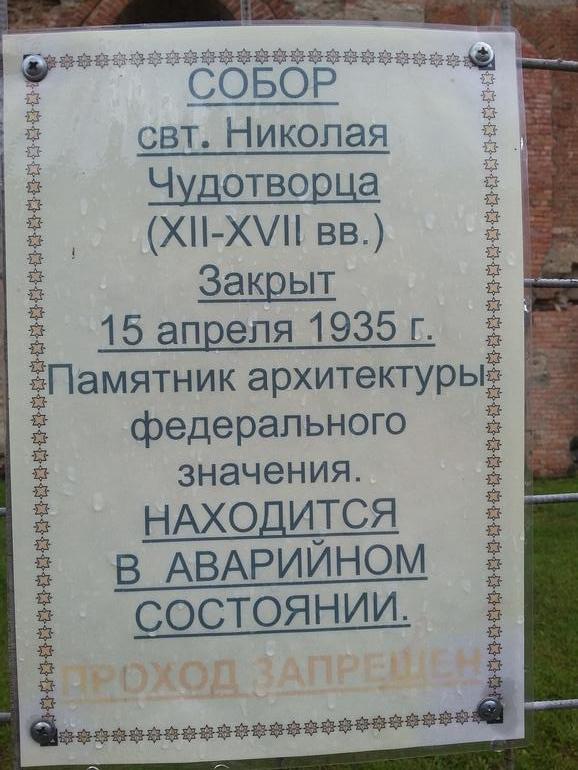 СОБОР
свт. Николая
Чудотворца
(XII-XVII вв.)
Закрыт
15 апреля 1935 г.
Памятник архитектуры
федерального
значения.
НАХОДИТСЯ
В АВАРИЙНОМ
СОСТОЯНИИ.
ПРОХОД ЗАПРЕЩЕН